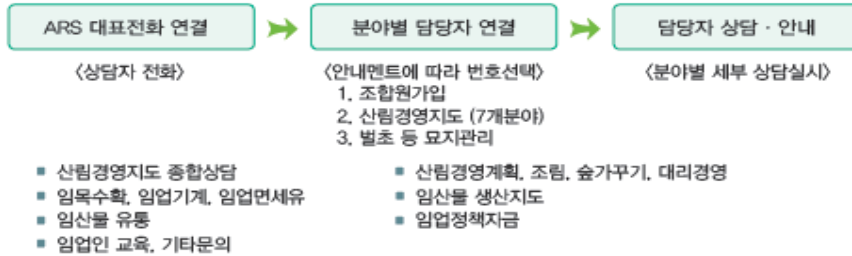 ARS 대표전화 연결
분야별 담당자 연결
담당자 상담 · 안내
〈상담자 전화〉
〈안내멘트에 따라 번호선택〉
1. 조합원가입
2. 산림경영지도 (7개분야)
3. 벌초 등 묘지관리
〈분야별 세부 상담실시〉
■ 산림경영지도 종합상담
■ 임목수확, 임업기계, 임업면세유
■ 임산물 유통
■ 임업인 교육, 기타문의
■ 산림경영계획, 조림, 숲가꾸기, 대리경영
■ 임산물 생산지도
■ 임업정책자금